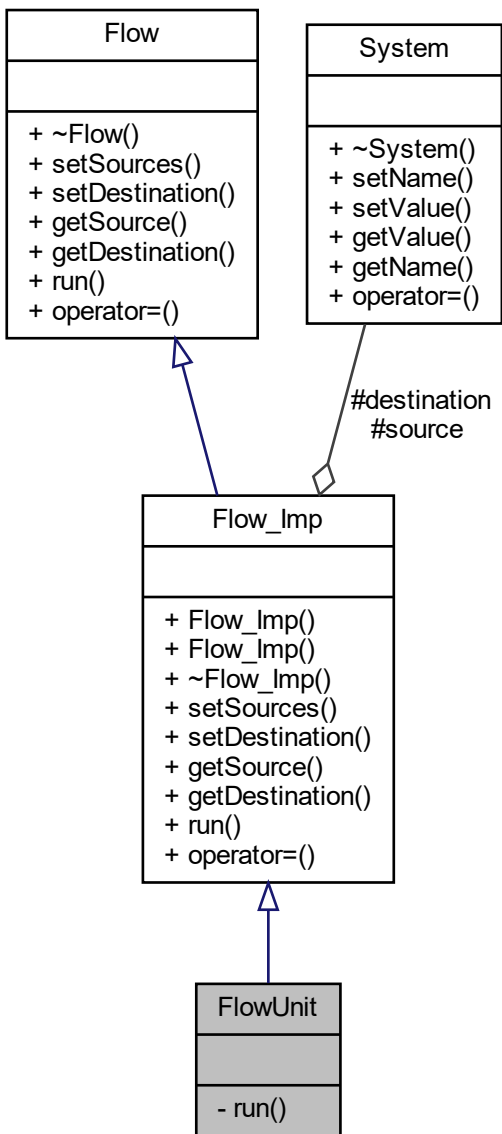 Flow
+ ~Flow()
+ setSources()
+ setDestination()
+ getSource()
+ getDestination()
+ run()
+ operator=()
System
+ ~System()
+ setName()
+ setValue()
+ getValue()
+ getName()
+ operator=()
#destination
#source
Flow_Imp
+ Flow_Imp()
+ Flow_Imp()
+ ~Flow_Imp()
+ setSources()
+ setDestination()
+ getSource()
+ getDestination()
+ run()
+ operator=()
FlowUnit
- run()